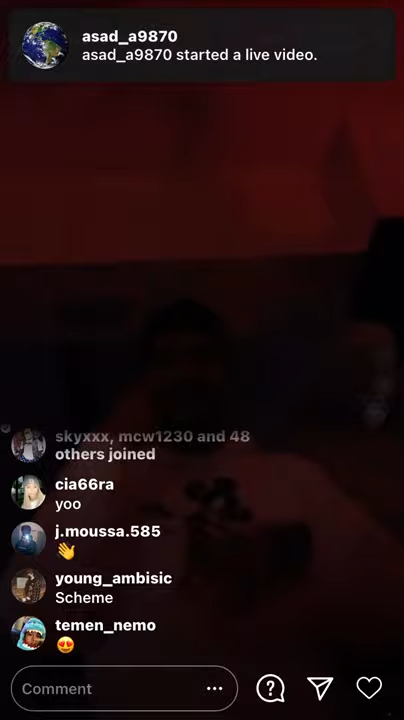 asad_a9870
asad_a9870 started a live video.
skyxxx, mcw1230 and 48
others joined
cia66ra
yoo
j.moussa.585
👋
young_ambisic
Scheme
temen_nemo
😍
Comment